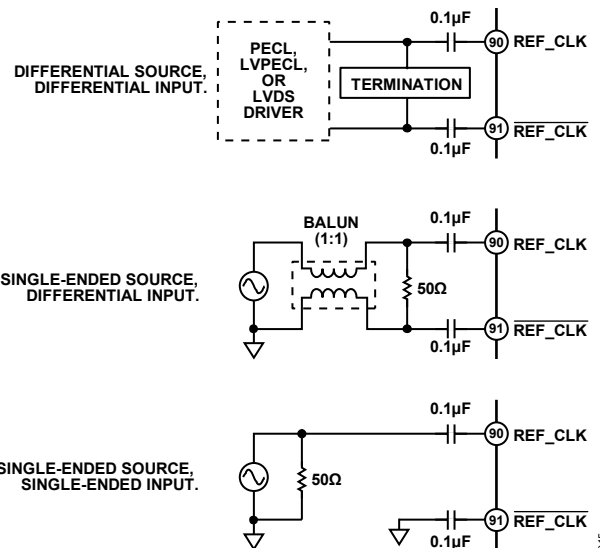 0.1µF
90 REF_CLK
PECL,
LVPECL,
OR
LVDS
DRIVER
DIFFERENTIAL SOURCE,
DIFFERENTIAL INPUT.
TERMINATION
91 REF_CLK
0.1µF
BALUN
(1:1)
0.1µF
90 REF_CLK
SINGLE-ENDED SOURCE,
DIFFERENTIAL INPUT.
50Ω
91 REF_CLK
0.1µF
0.1µF
90 REF_CLK
SINGLE-ENDED SOURCE,
SINGLE-ENDED INPUT.
50Ω
91 REF_CLK
0.1µF